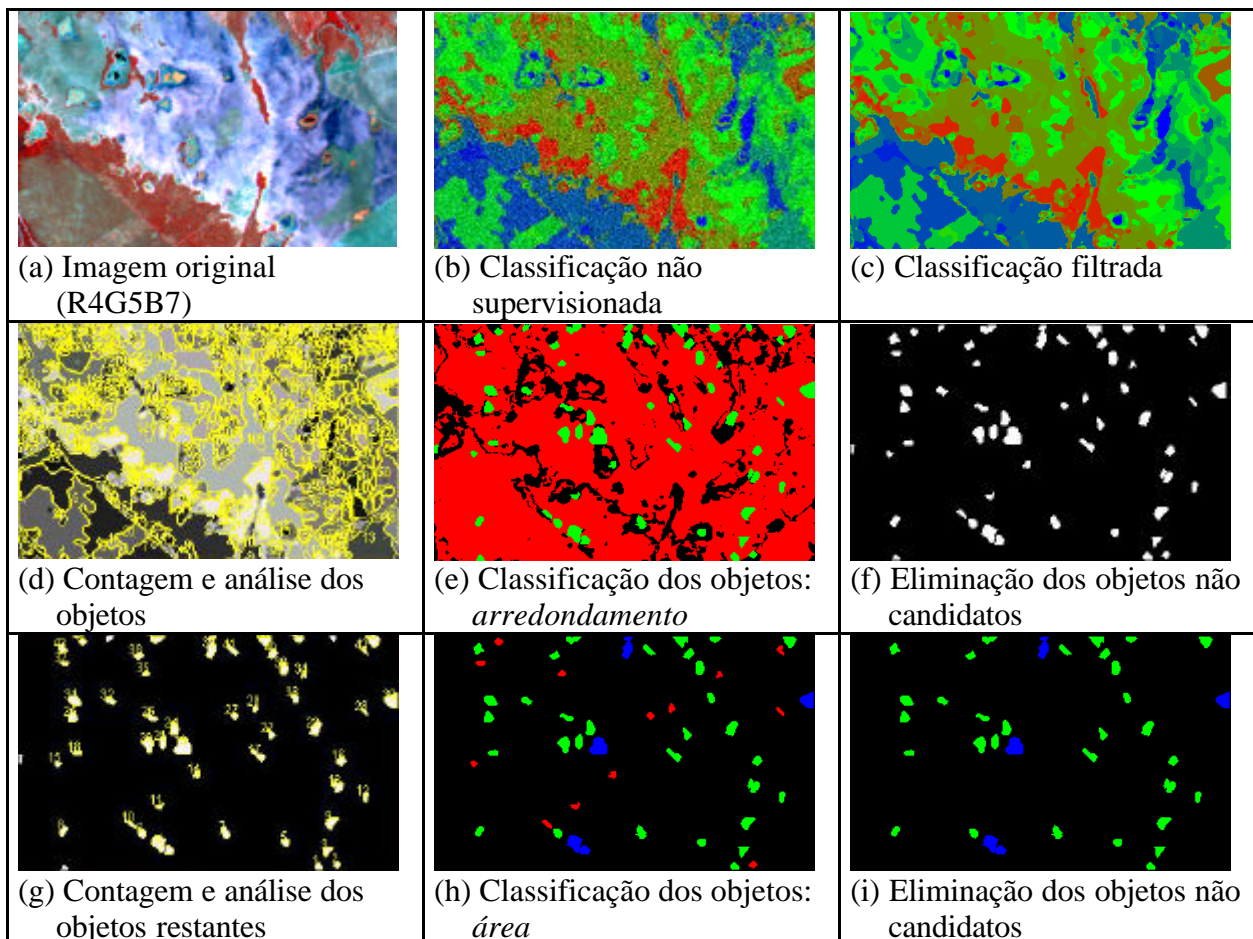 (a) Imagem original
(R4G5B7)
(b) Classificação não
supervisionada
(c) Classificação filtrada
(d) Contagem e análise dos
objetos
(e) Classificação dos objetos:
arredondamento
(f) Eliminação dos objetos não
candidatos
(g) Contagem e análise dos
objetos restantes
(h) Classificação dos objetos:
área
(i) Eliminação dos objetos não
candidatos